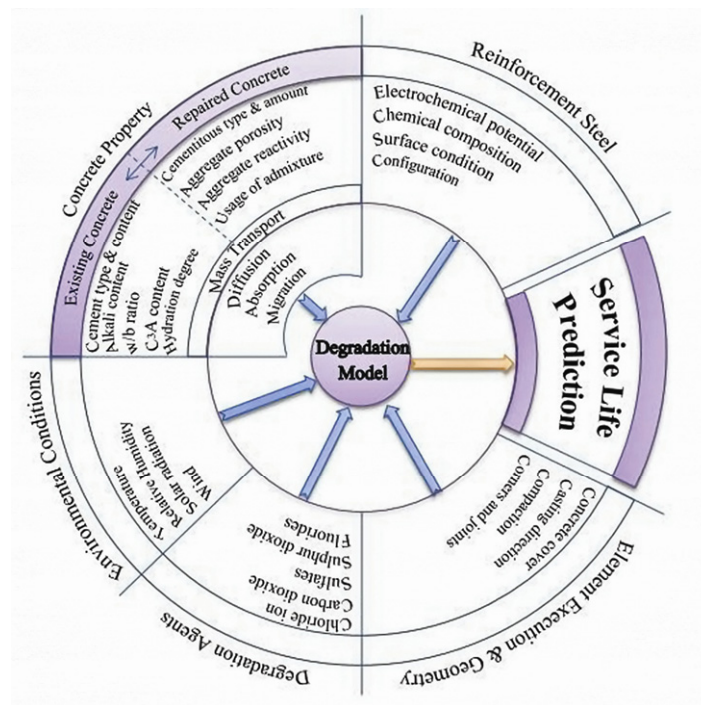 Concrete Property
Repaired Concrete
Existing Concrete
Cementitous type & amount
Aggregate porosity
Aggregate reactivity
Usage of admixture
Cement type & content
Alkali content
w/b ratio
C3A content
Hydration degree
Mass Transport
Diffusion
Absorption
Migration
Reinforcement Steel
Electrochemical potential
Chemical composition
Surface condition
Configuration
Degradation
Model
Service Life
Prediction
Element Execution & Geometry
Concrete cover
Casting direction
Compaction
Corners and joints
Degradation Agents
Chloride ion
Carbon dioxide
Sulfates
Sulphur dioxide
Fluorides
Environmental Conditions
Temperature
Relative Humidity
Solar radiation
Wind